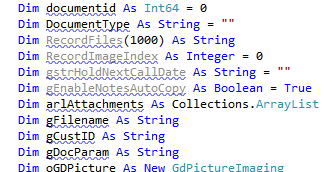 Dim documentid As Int64 = 0
Dim DocumentType As String = ""
Dim RecordFiles(1000) As String
Dim RecordImageIndex As Integer = 0
Dim gstrHoldNextCallDate As String = ""
Dim gEnableNotesAutoCopy As Boolean = True
Dim arlAttachments As Collections.ArrayList
Dim gFilename As String
Dim gCustID As String
Dim gDocParam As String
Dim oGDPicture As New GdPictureImaging